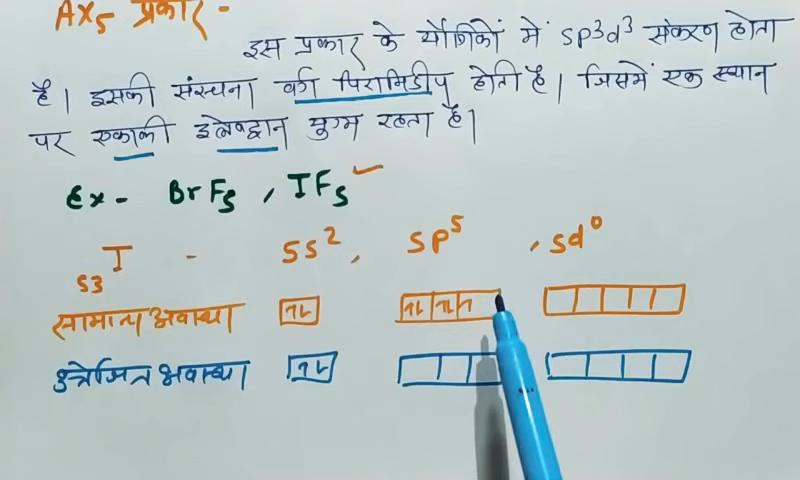 AX5 प्रकार -
इस प्रकार के यौगिकों में sp³d³ संकरण होता
है। इसकी संरचना वर्ग पिरामिडीय होती है। जिसमें एक स्थान
पर एकाकी इलेक्ट्रान युग्म रहता है।
Ex - BrF5 , IF5 ✓
53I - 5s², 5p⁵, 5d⁰
सामान्य अवस्था
उत्तेजित अवस्था